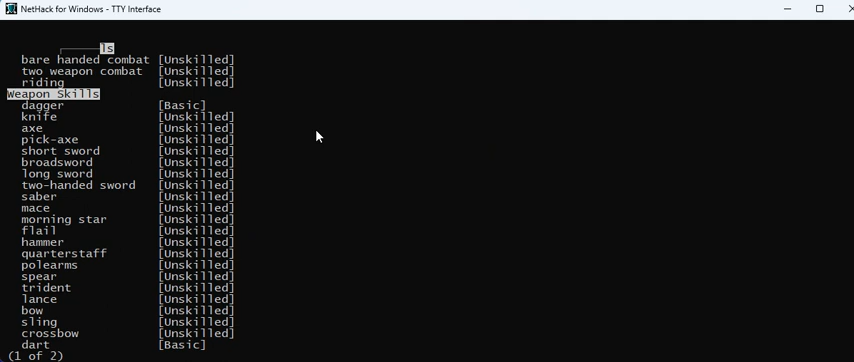 NetHack for Windows - TTY Interface
ls
bare handed combat [Unskilled]
two weapon combat [Unskilled]
riding [Unskilled]
Weapon Skills
dagger [Basic]
knife [Unskilled]
axe [Unskilled]
pick-axe [Unskilled]
short sword [Unskilled]
broadsword [Unskilled]
long sword [Unskilled]
two-handed sword [Unskilled]
saber [Unskilled]
mace [Unskilled]
morning star [Unskilled]
flail [Unskilled]
hammer [Unskilled]
quarterstaff [Unskilled]
polearms [Unskilled]
spear [Unskilled]
trident [Unskilled]
lance [Unskilled]
bow [Unskilled]
sling [Unskilled]
crossbow [Unskilled]
dart [Basic]
(1 of 2)